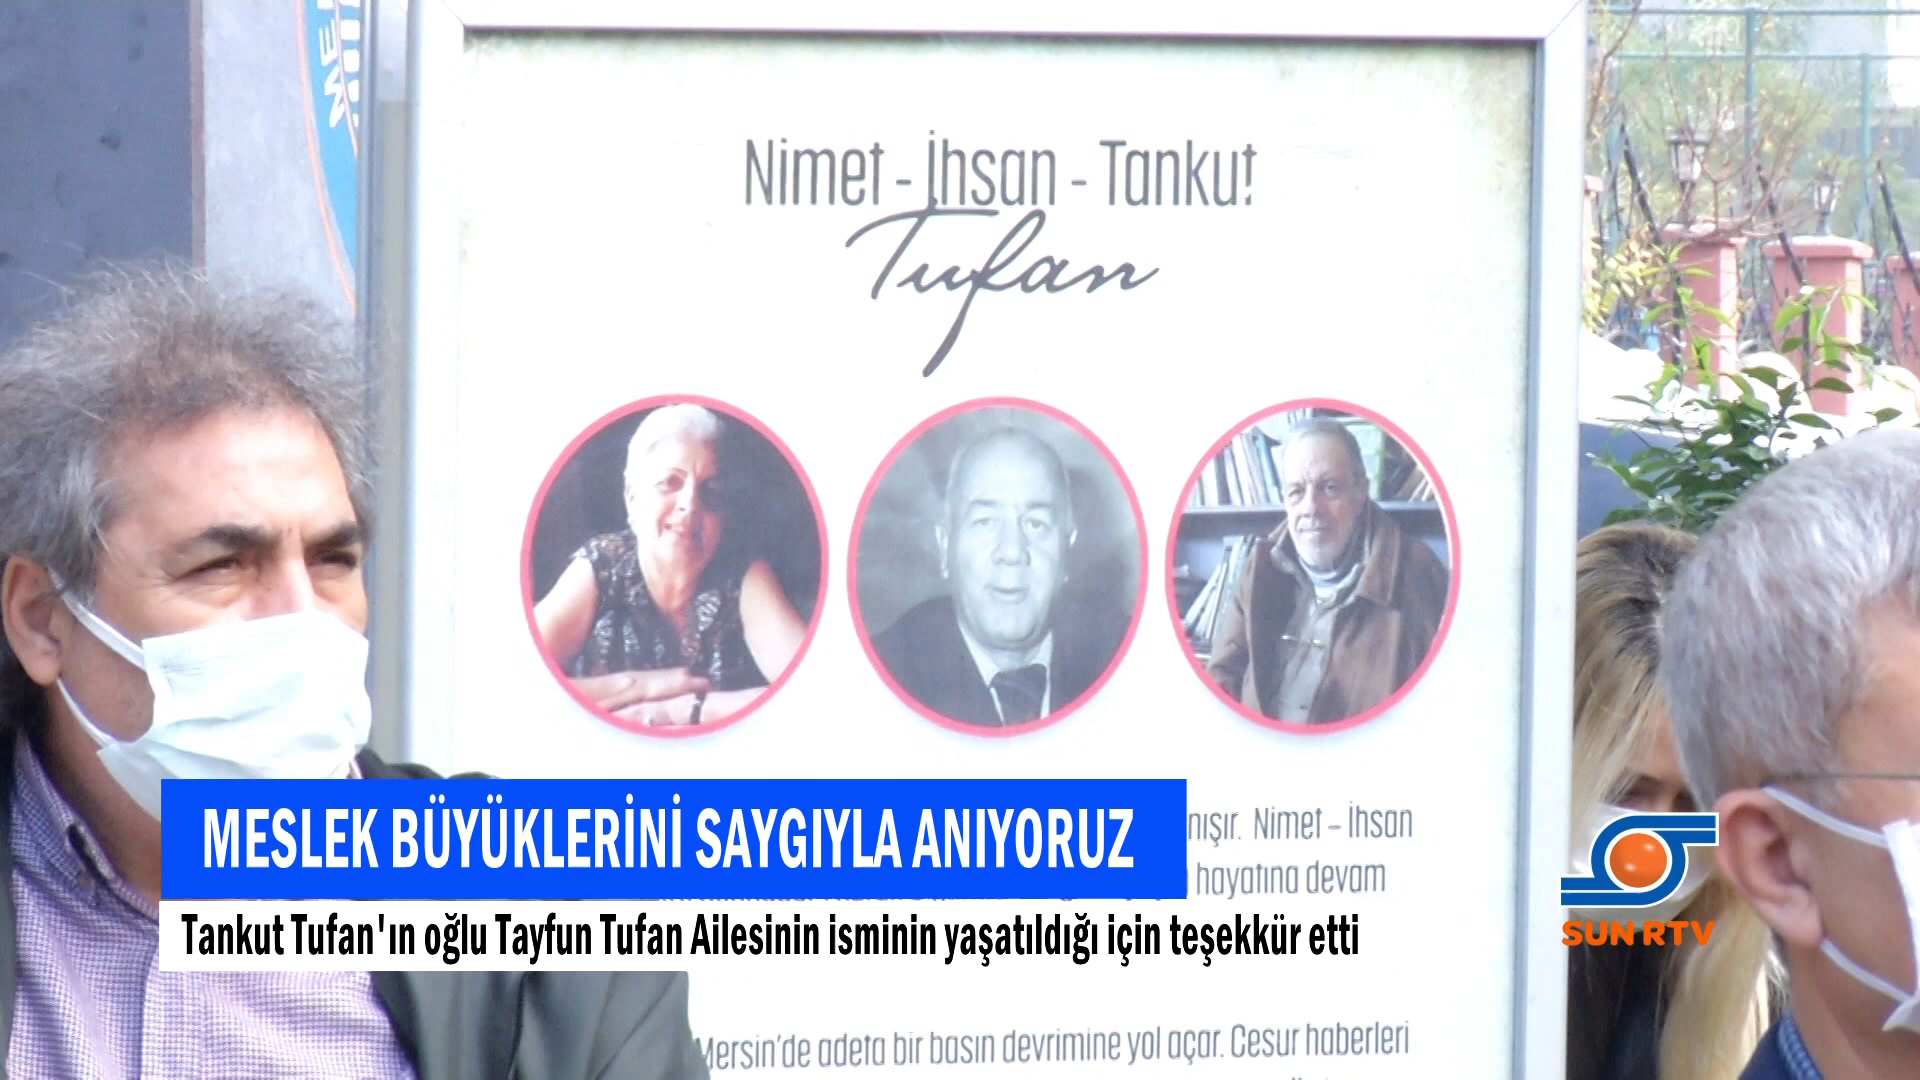 Nimet - İhsan - Tankut
Tufan
nışır. Nimet - İhsan
hayatına devam
MESLEK BÜYÜKLERİNİ SAYGIYLA ANIYORUZ
Tankut Tufan'ın oğlu Tayfun Tufan Ailesinin isminin yaşatıldığı için teşekkür etti
SUN RTV
Mersin'de adeta bir basın devrimine yol açar. Cesur haberleri